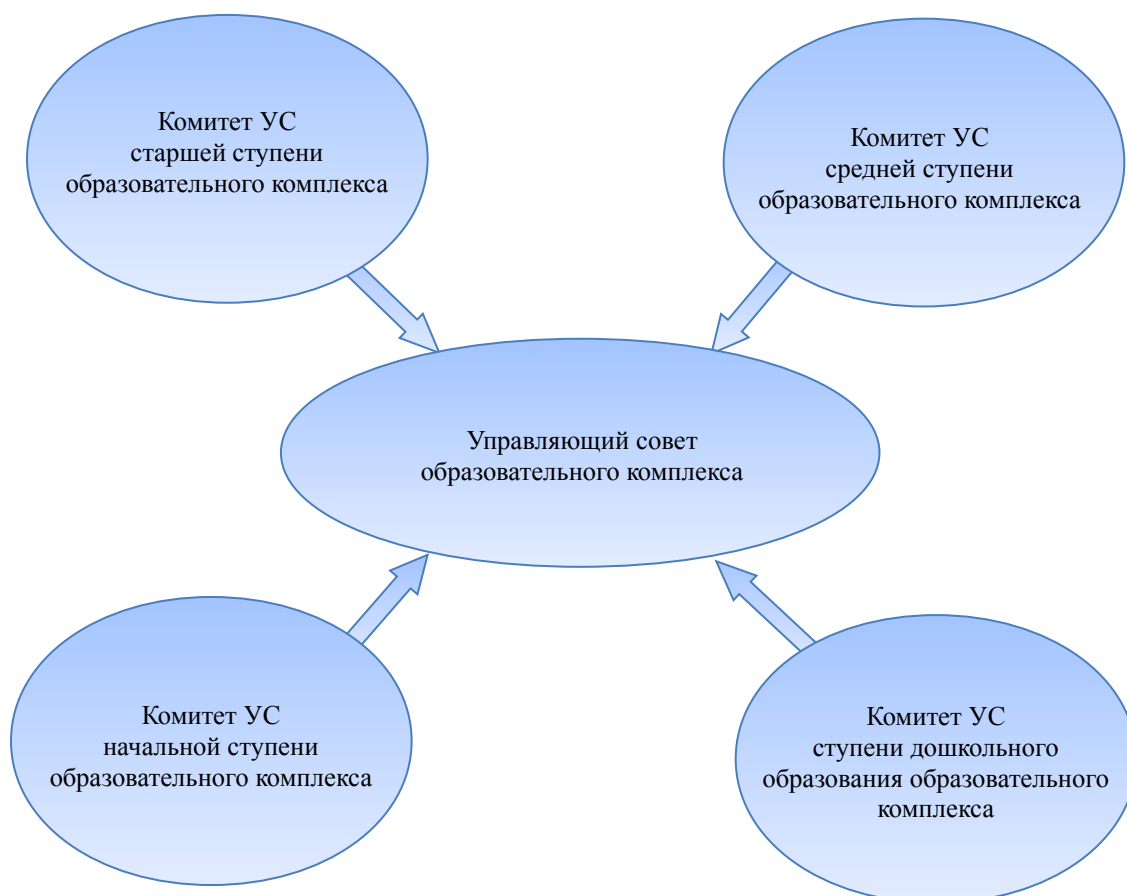 Комитет УС
старшей ступени
образовательного комплекса
Комитет УС
средней ступени
образовательного комплекса
Управляющий совет
образовательного комплекса
Комитет УС
начальной ступени
образовательного комплекса
Комитет УС
ступени дошкольного
образования образовательного
комплекса